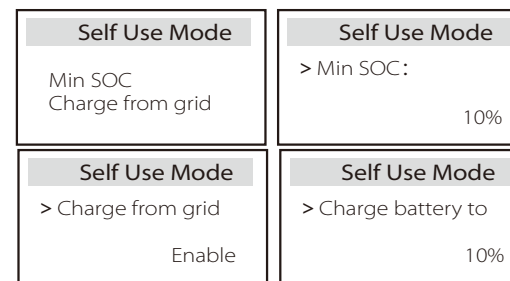 Self Use Mode
Min SOC
Charge from grid
Self Use Mode
> Min SOC:
10%
Self Use Mode
> Charge from grid
Enable
Self Use Mode
> Charge battery to
10%